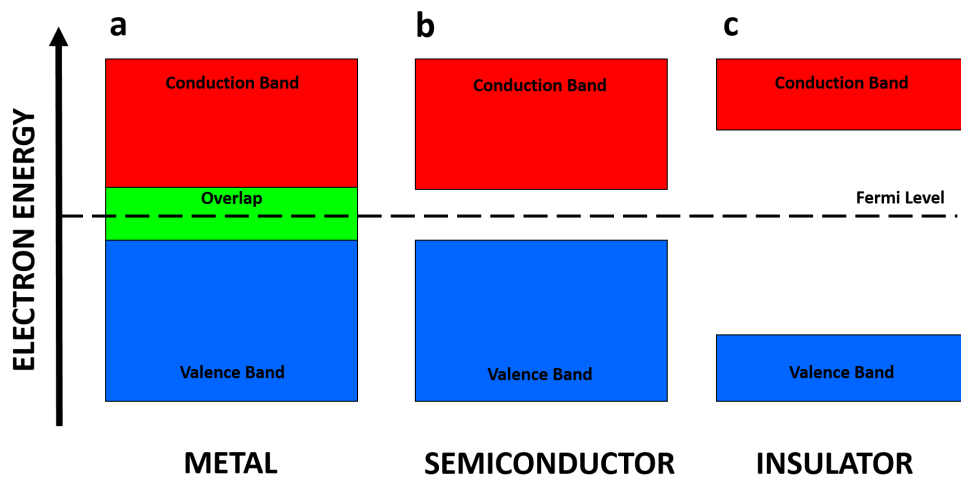 a
b
c
Conduction Band
Conduction Band
Conduction Band
Overlap
Fermi Level
ELECTRON ENERGY
Valence Band
Valence Band
Valence Band
METAL
SEMICONDUCTOR
INSULATOR